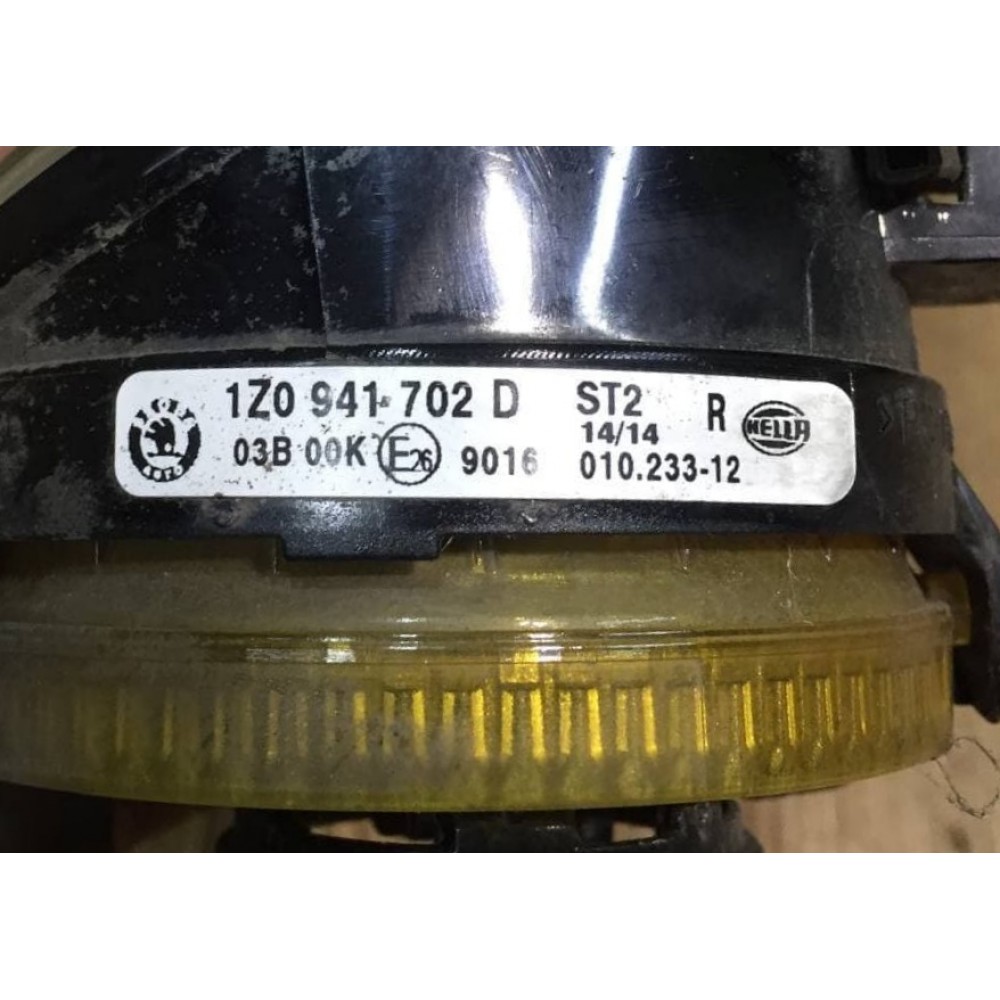 1Z0 941 702 D ST2 R
14/14
03B 00K E26 9016 010.233-12
HELLA